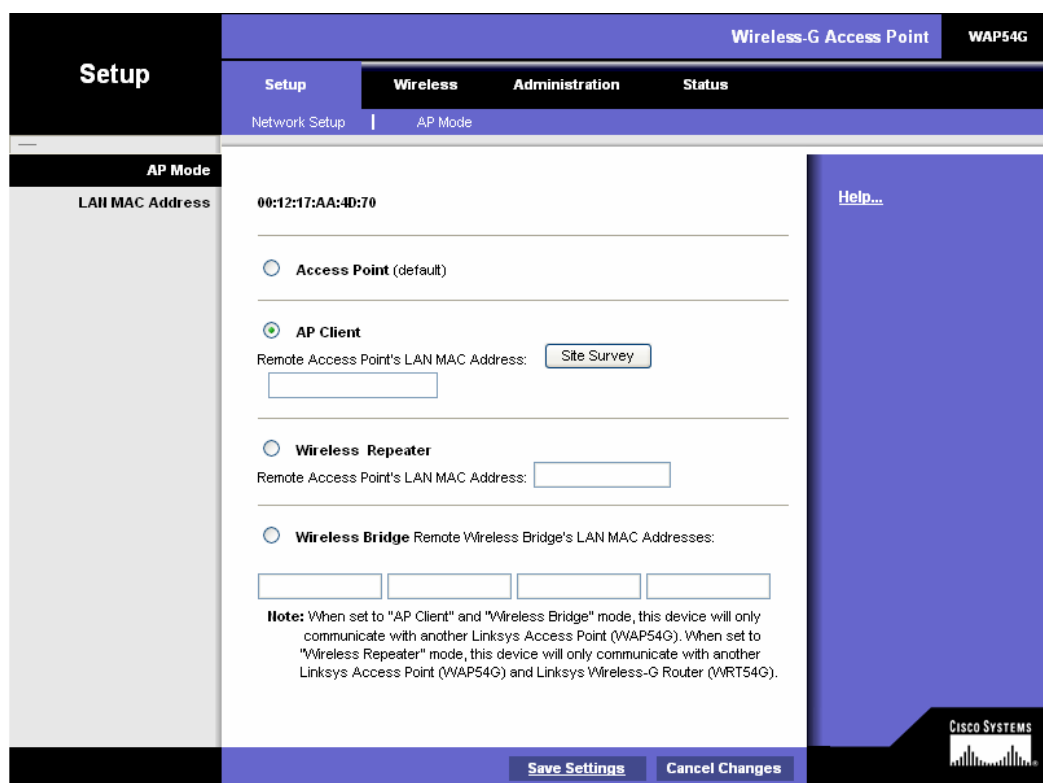 Wireless-G Access Point WAP54G
Setup
Setup Wireless Administration Status
Network Setup | AP Mode
AP Mode
LAN MAC Address 00:12:17:AA:4D:70
Help...
Access Point (default)
AP Client
Remote Access Point's LAN MAC Address: Site Survey
Wireless Repeater
Remote Access Point's LAN MAC Address:
Wireless Bridge Remote Wireless Bridge's LAN MAC Addresses:
Note: When set to "AP Client" and "Wireless Bridge" mode, this device will only
communicate with another Linksys Access Point (WAP54G). When set to
"Wireless Repeater" mode, this device will only communicate with another
Linksys Access Point (WAP54G) and Linksys Wireless-G Router (WRT54G).
CISCO SYSTEMS
Save Settings Cancel Changes